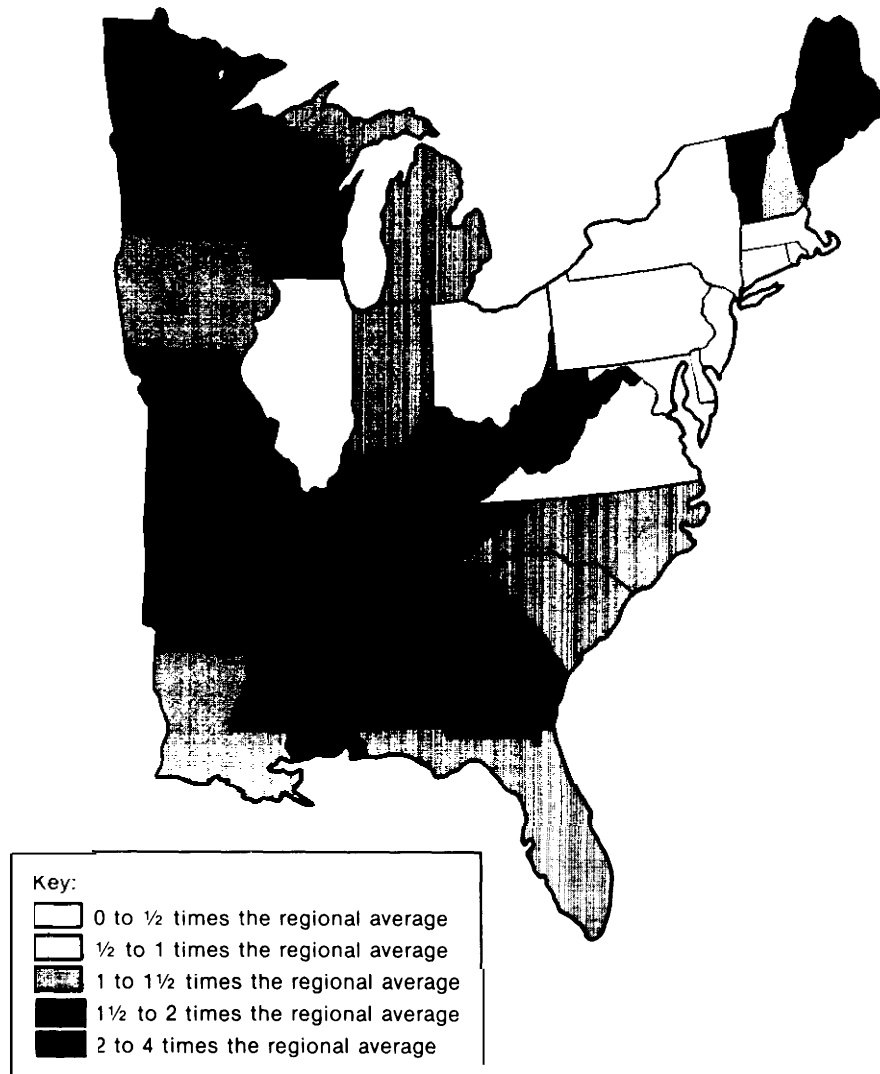 Key:
0 to ½ times the regional average
½ to 1 times the regional average
1 to 1½ times the regional average
1½ to 2 times the regional average
2 to 4 times the regional average